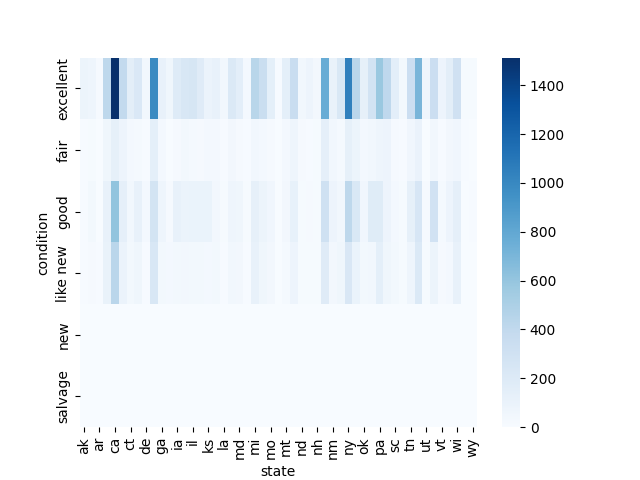 excellent
fair
good
like new
new
salvage
condition
ak ar ca ct de ga ia il ks la md mi mo mt nd nh nm ny ok pa sc tn ut vt wi wy
state
1400
1200
1000
800
600
400
200
0